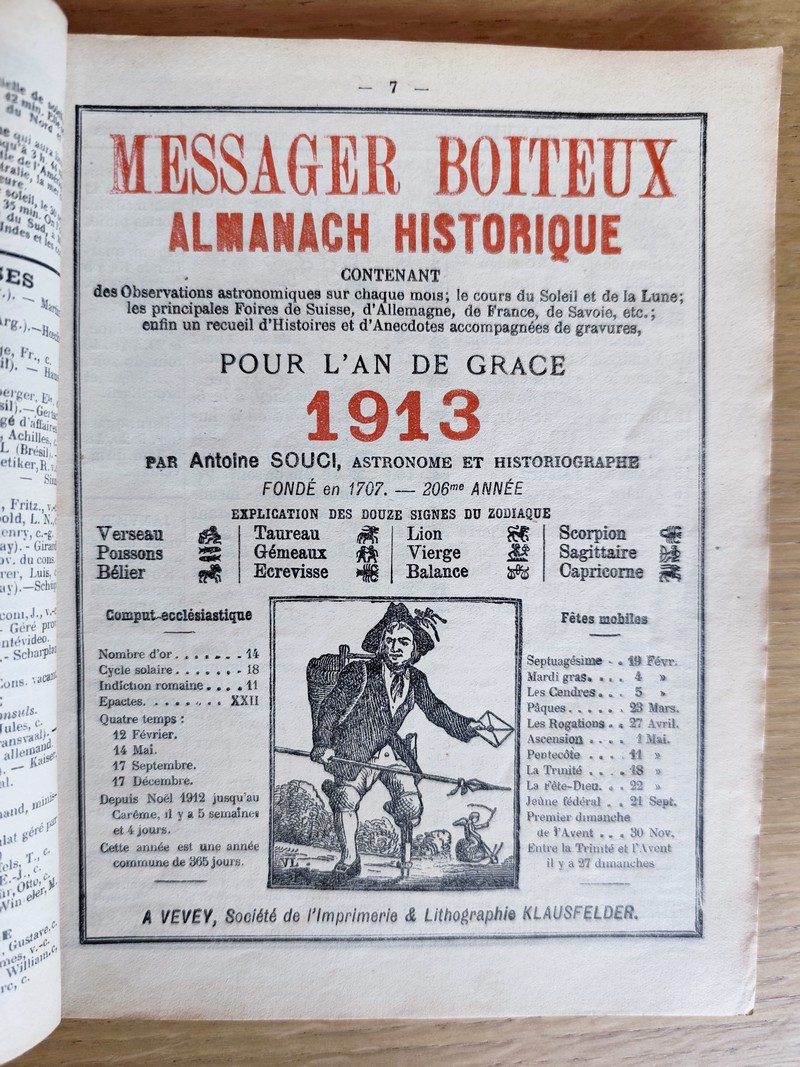 — 7 —
MESSAGER BOITEUX
ALMANACH HISTORIQUE
CONTENANT
des Observations astronomiques sur chaque mois; le cours du Soleil et de la Lune;
les principales Foires de Suisse, d'Allemagne, de France, de Savoie, etc.;
enfin un recueil d'Histoires et d'Anecdotes accompagnées de gravures,
POUR L'AN DE GRACE
1913
PAR Antoine SOUCI, ASTRONOME ET HISTORIOGRAPHE
FONDÉ en 1707. — 206me ANNÉE
EXPLICATION DES DOUZE SIGNES DU ZODIAQUE
Verseau
Poissons
Bélier
Taureau
Gémeaux
Ecrevisse
Lion
Vierge
Balance
Scorpion
Sagittaire
Capricorne
Comput ecclésiastique
Nombre d'or . . . . . . . 14
Cycle solaire . . . . . . . 18
Indiction romaine . . . . 11
Epactes. . . . . . . . XXII
Quatre temps :
12 Février.
14 Mai.
17 Septembre.
17 Décembre.
Depuis Noël 1912 jusqu'au
Carême, il y a 5 semaines
et 4 jours.
Cette année est une année
commune de 365 jours.
VL
Fêtes mobiles
Septuagésime . . 19 Févr.
Mardi gras. . . . 4 »
Les Cendres. . . . 5 »
Pâques. . . . . . 23 Mars.
Les Rogations . . 27 Avril.
Ascension . . . . 1 Mai.
Pentecôte . . . . 11 »
La Trinité . . . . 18 »
La Fête-Dieu. . . 22 »
Jeûne fédéral . . 21 Sept.
Premier dimanche
de l'Avent . . . 30 Nov.
Entre la Trinité et l'Avent
il y a 27 dimanches
A VEVEY, Société de l'Imprimerie & Lithographie KLAUSFELDER.